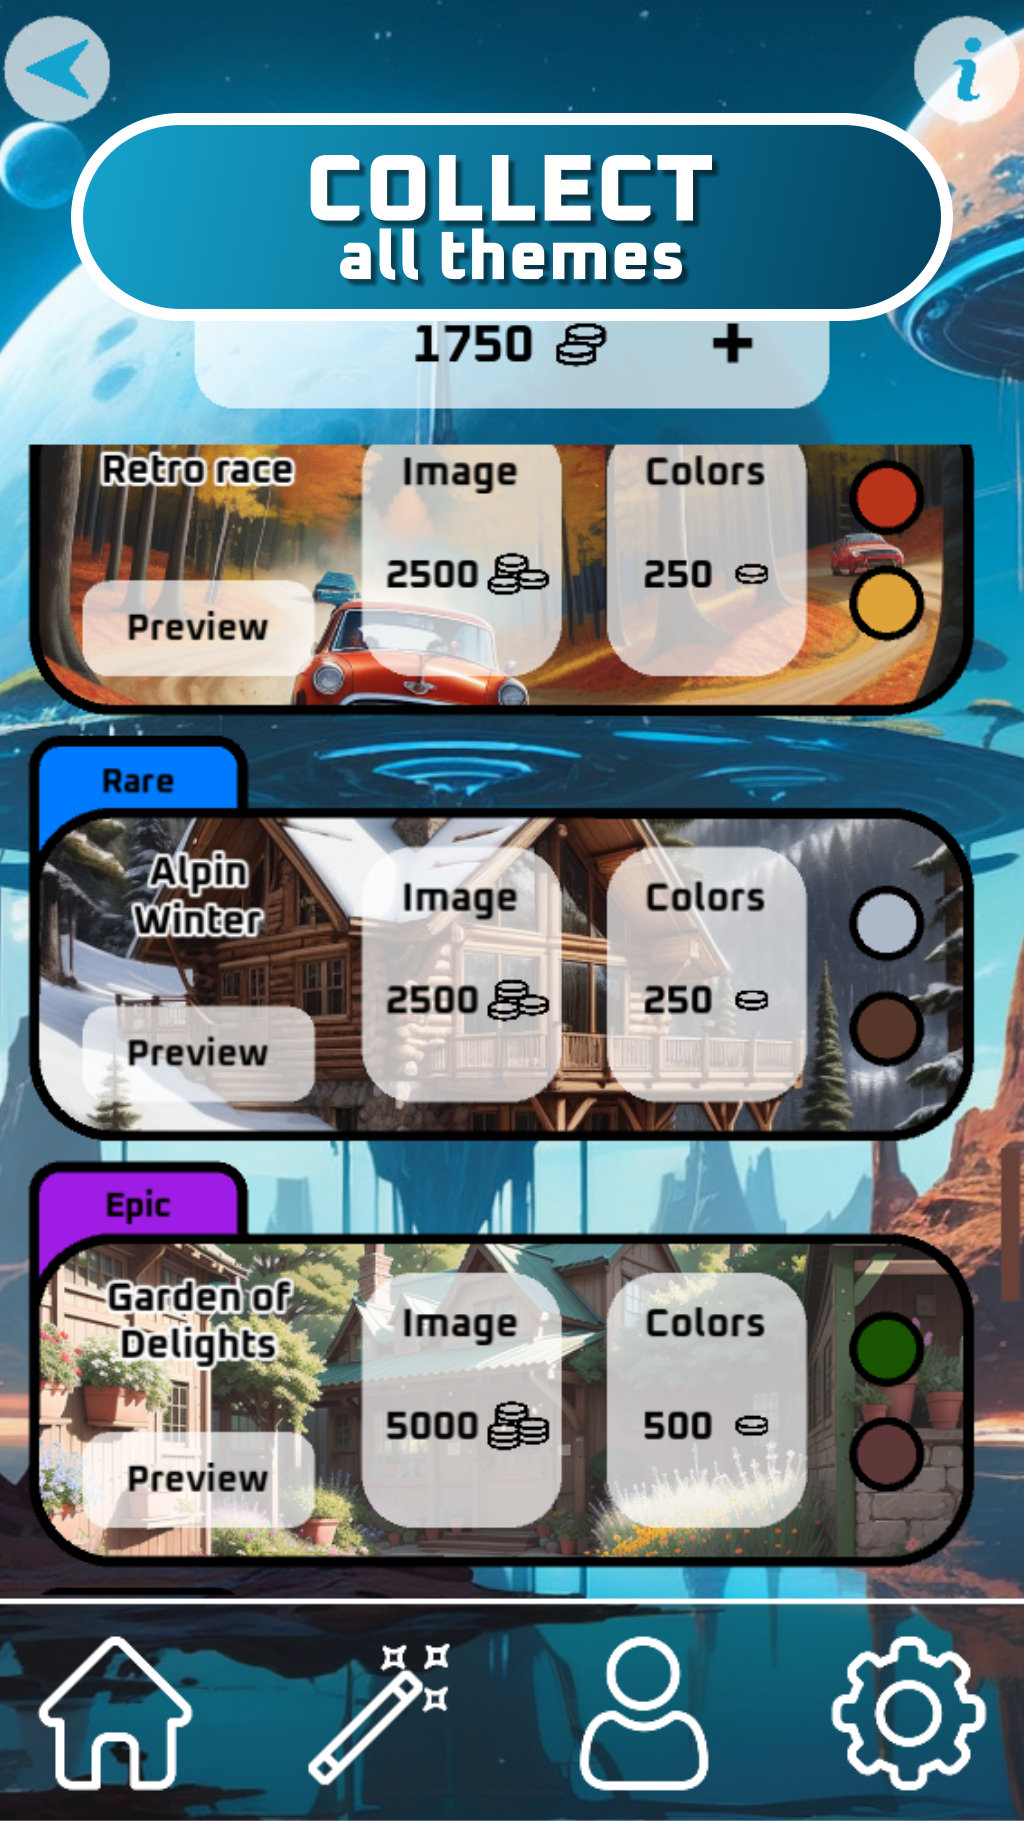 COLLECT
all themes
1750
+
Retro race
Image
Colors
2500
250
Preview
Rare
Alpin
Winter
Image
Colors
2500
250
Preview
Epic
Garden of
Delights
Image
Colors
5000
500
Preview